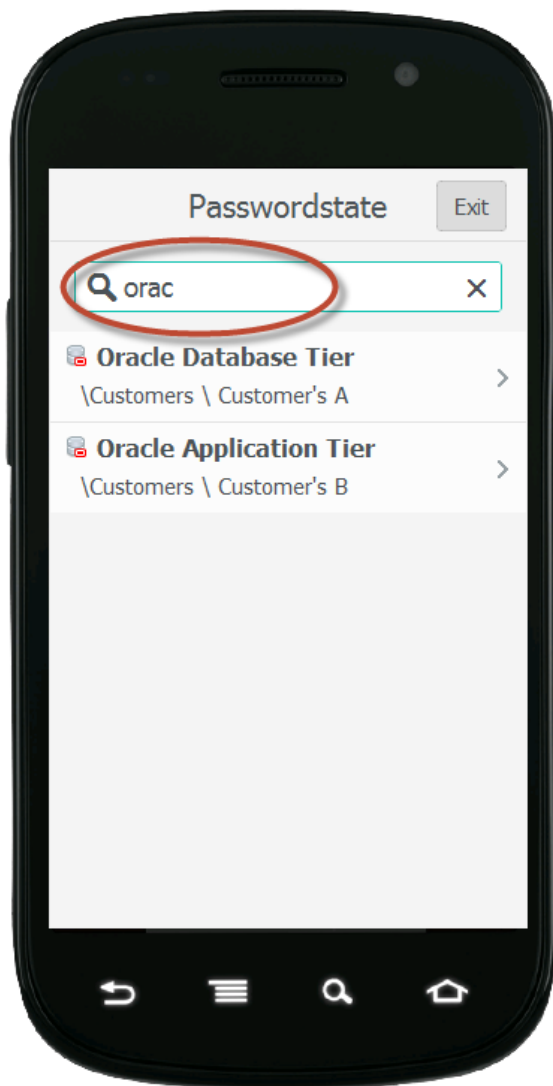 Passwordstate Exit
orac
Oracle Database Tier
\Customers \ Customer's A
Oracle Application Tier
\Customers \ Customer's B